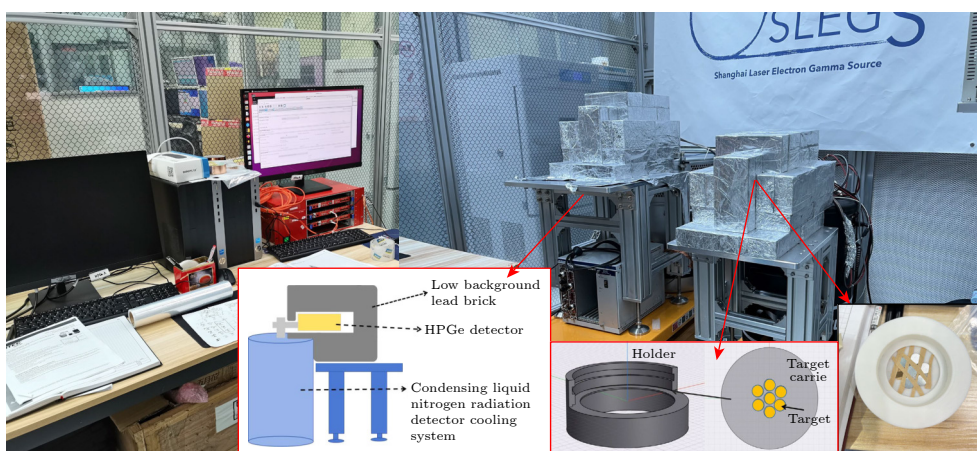 SLEGS
Shanghai Laser Electron Gamma Source
Low background
lead brick
HPGe detector
Condensing liquid
nitrogen radiation
detector cooling
system
Holder
Target
carrie
Target